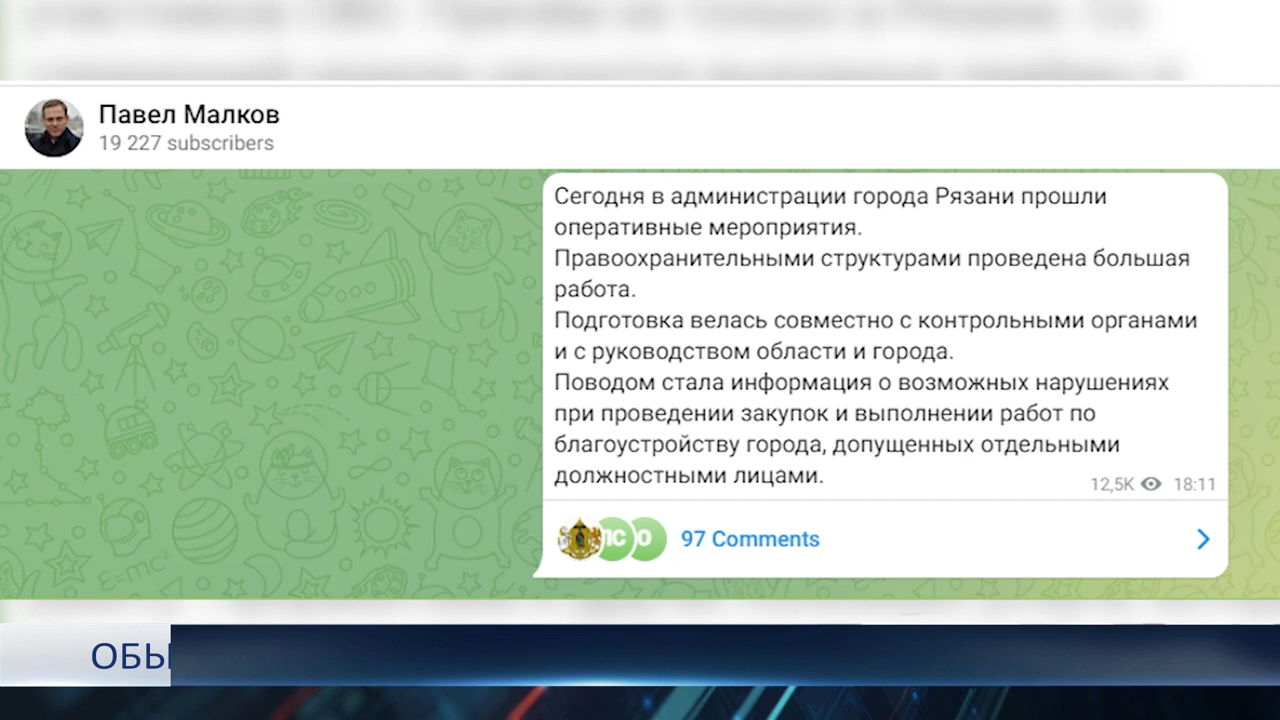 Павел Малков
19 227 subscribers
Сегодня в администрации города Рязани прошли
оперативные мероприятия.
Правоохранительными структурами проведена большая
работа.
Подготовка велась совместно с контрольными органами
и с руководством области и города.
Поводом стала информация о возможных нарушениях
при проведении закупок и выполнении работ по
благоустройству города, допущенных отдельными
должностными лицами.
12,5K 18:11
97 Comments
E=mc²
ОБЫ